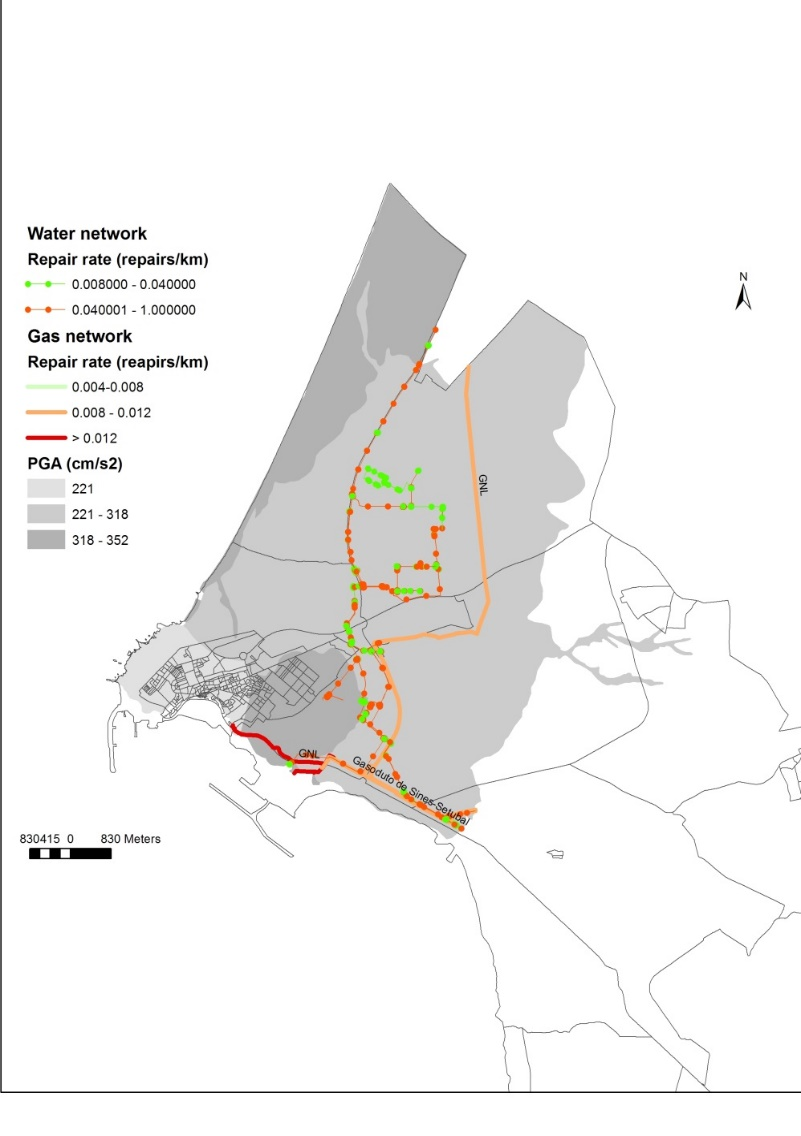 Water network
Repair rate (repairs/km)
0.008000 - 0.040000
0.040001 - 1.000000
Gas network
Repair rate (reapirs/km)
0.004-0.008
0.008 - 0.012
> 0.012
PGA (cm/s2)
221
221 - 318
318 - 352
N
GNL
GNL
Gasoduto de Sines-Setubal
830415 0 830 Meters